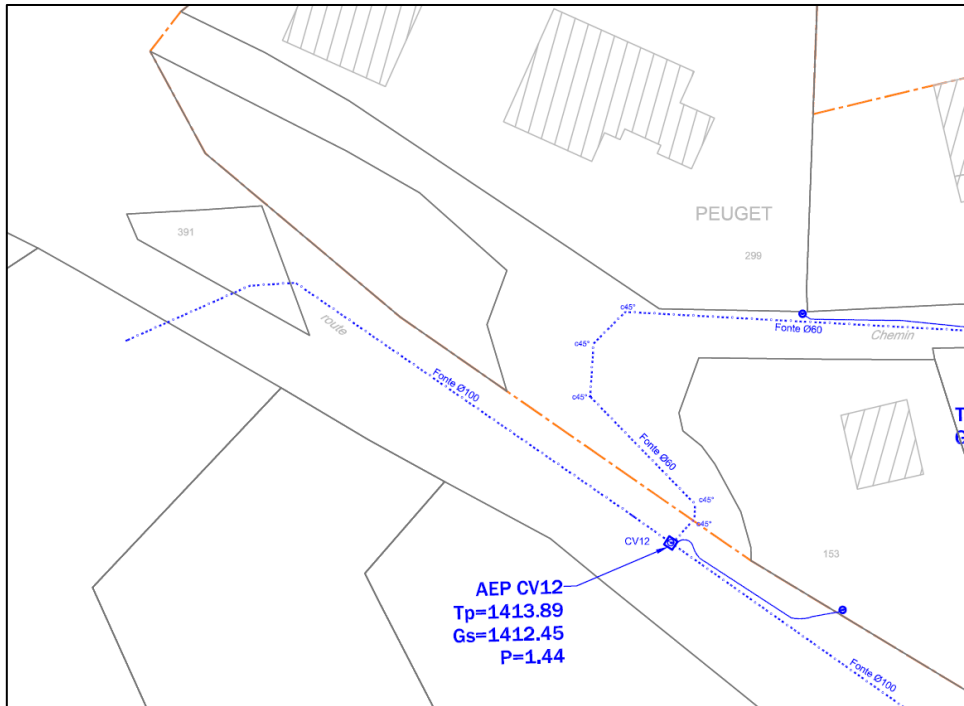 PEUGET
391
299
c45°
route
Fonte Ø60
Chemin
c45°
Fonte Ø100
c45°
T
G
Fonte Ø60
c45°
c45°
CV12
153
AEP CV12
Tp=1413.89
Gs=1412.45
P=1.44
Fonte Ø100